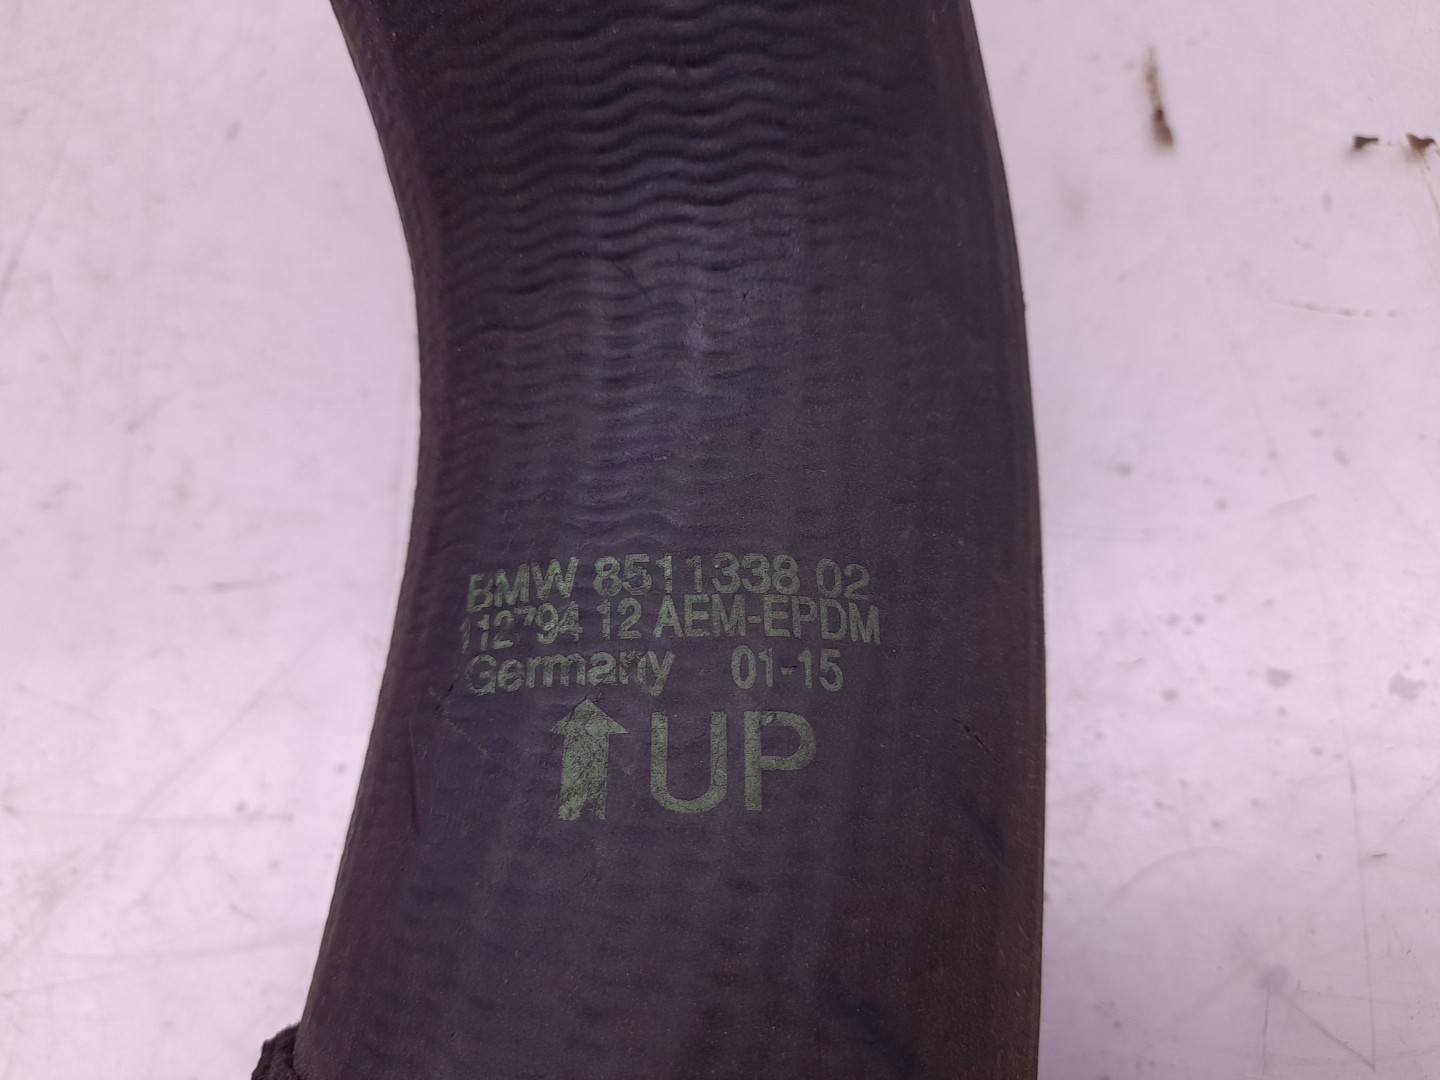 BMW 8511338 02
112794 12 AEM-EPDM
Germany 01-15
UP